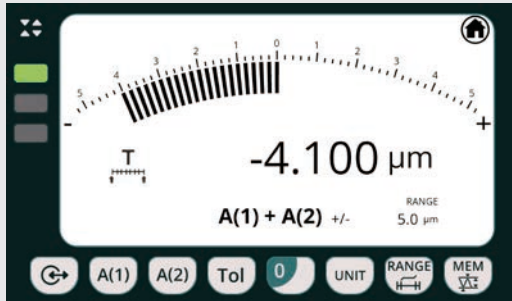 5 4 3 2 1 0 1 2 3 4 5
- +
T
-4.100 µm
RANGE
A(1) + A(2) +/- 5.0 µm
A(1) A(2) Tol 0 UNIT RANGE MEM